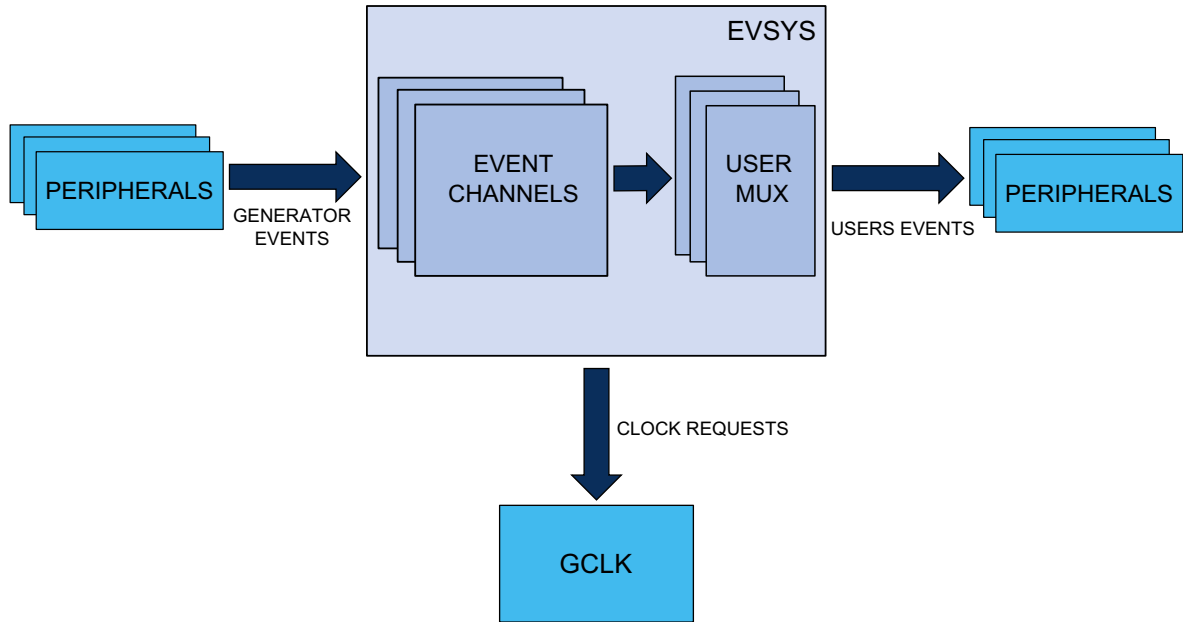 EVSYS
PERIPHERALS
GENERATOR
EVENTS
EVENT
CHANNELS
USER
MUX
USERS EVENTS
PERIPHERALS
CLOCK REQUESTS
GCLK